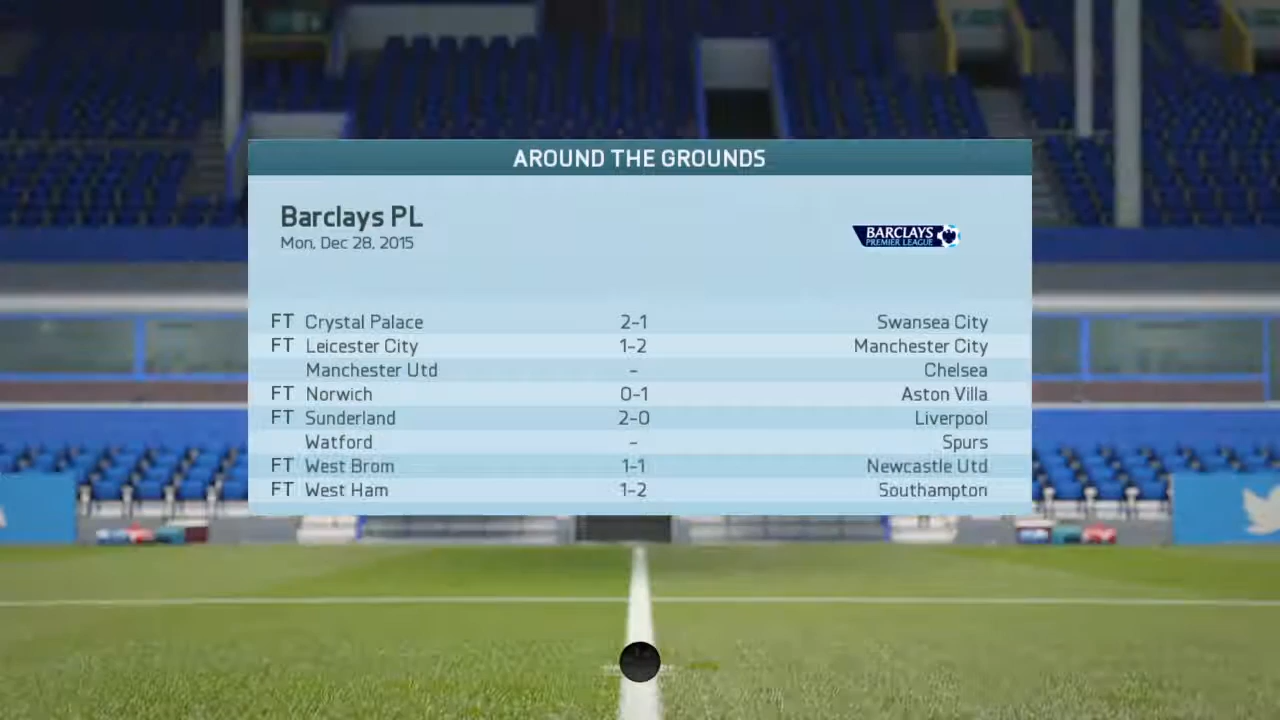 AROUND THE GROUNDS
Barclays PL
Mon, Dec 28, 2015
BARCLAYS
PREMIER LEAGUE
FT Crystal Palace 2-1 Swansea City
FT Leicester City 1-2 Manchester City
Manchester Utd - Chelsea
FT Norwich 0-1 Aston Villa
FT Sunderland 2-0 Liverpool
Watford - Spurs
FT West Brom 1-1 Newcastle Utd
FT West Ham 1-2 Southampton